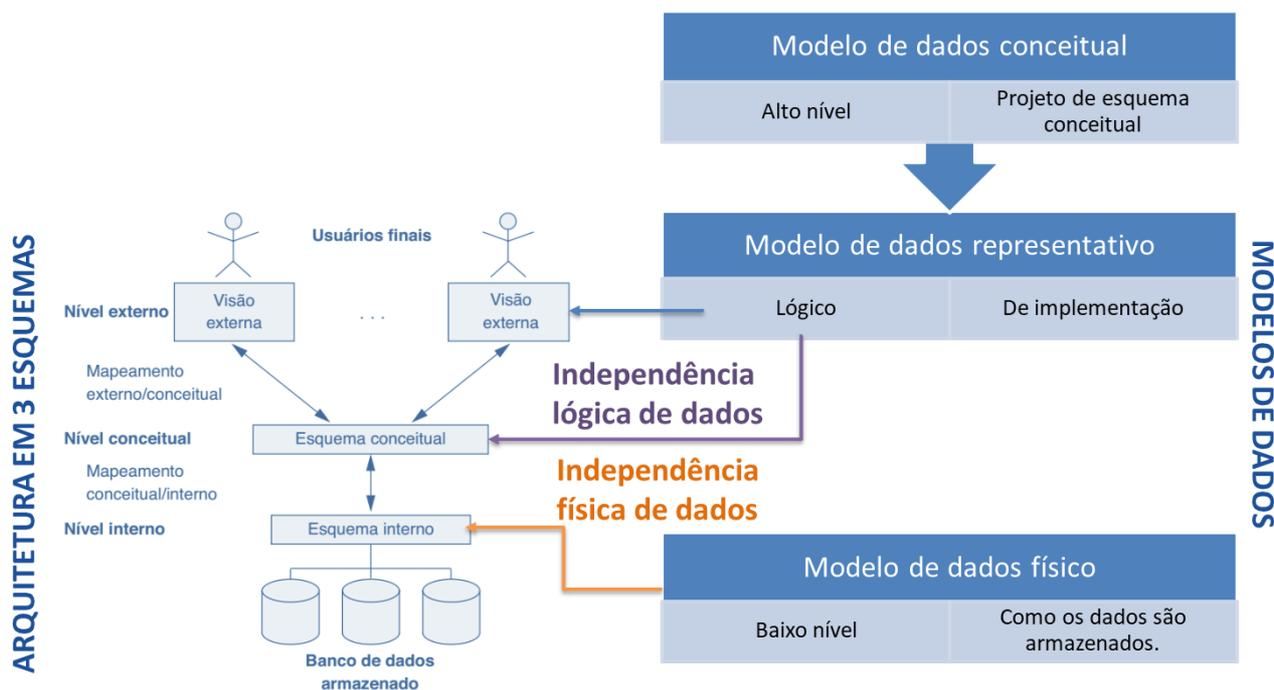 ARQUITETURA EM 3 ESQUEMAS
Usuários finais
Nível externo
Visão
externa
. . .
Visão
externa
Mapeamento
externo/conceitual
Nível conceitual
Esquema conceitual
Mapeamento
conceitual/interno
Nível interno
Esquema interno
Banco de dados
armazenado
Independência
lógica de dados
Independência
física de dados
Modelo de dados conceitual
Alto nível
Projeto de esquema
conceitual
Modelo de dados representativo
Lógico
De implementação
Modelo de dados físico
Baixo nível
Como os dados são
armazenados.
MODELOS DE DADOS